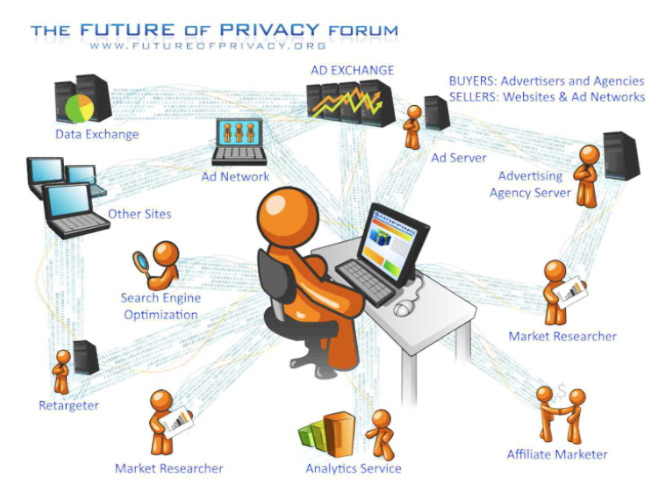 THE FUTURE OF PRIVACY FORUM
WWW.FUTUREOFPRIVACY.ORG
AD EXCHANGE
BUYERS: Advertisers and Agencies
SELLERS: Websites & Ad Networks
Data Exchange
Ad Network
Ad Server
Advertising
Agency Server
Other Sites
SHOPPING
Search Engine
Optimization
Market Researcher
Retargeter
Market Researcher
Analytics Service
$
Affiliate Marketer